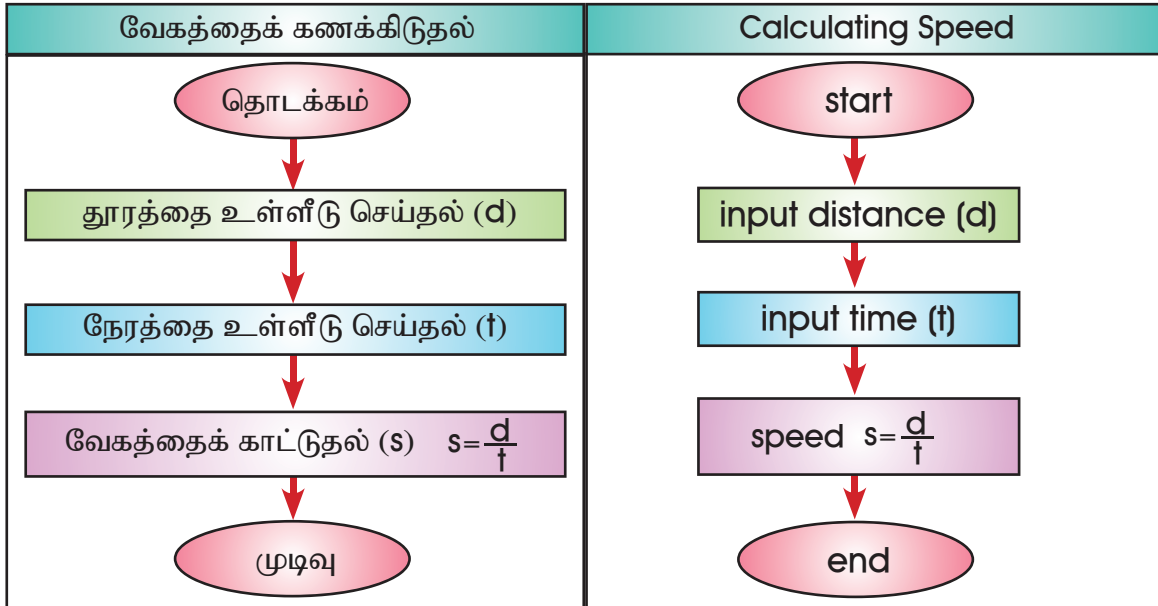 வேகத்தைக் கணக்கிடுதல்
தொடக்கம்
தூரத்தை உள்ளீடு செய்தல் (d)
நேரத்தை உள்ளீடு செய்தல் (t)
வேகத்தைக் காட்டுதல் (s) s=d/t
முடிவு
Calculating Speed
start
input distance (d)
input time (t)
speed s=d/t
end